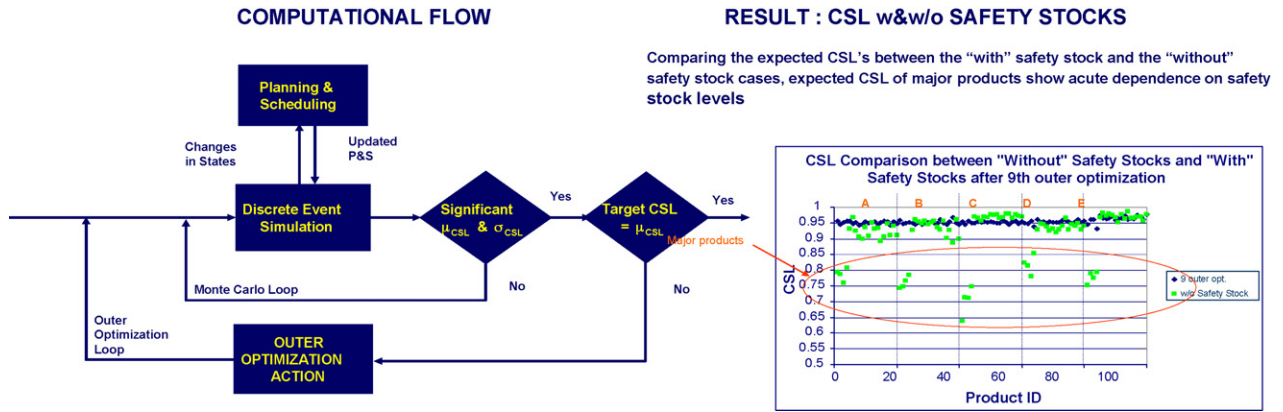 COMPUTATIONAL FLOW
Planning &
Scheduling
Changes
in States
Updated
P&S
Discrete Event
Simulation
Significant
μCSL & σCSL
Yes
Target CSL
= μCSL
Yes
No
No
Monte Carlo Loop
Outer
Optimization
Loop
OUTER
OPTIMIZATION
ACTION
RESULT : CSL w&w/o SAFETY STOCKS
Comparing the expected CSL's between the “with” safety stock and the “without”
safety stock cases, expected CSL of major products show acute dependence on safety
stock levels
CSL Comparison between "Without" Safety Stocks and "With"
Safety Stocks after 9th outer optimization
A B C D E
Major products
CSL
1
0.95
0.9
0.85
0.8
0.75
0.7
0.65
0.6
0.55
0.5
0 20 40 60 80 100
Product ID
9 outer opt.
w/o Safety Stock